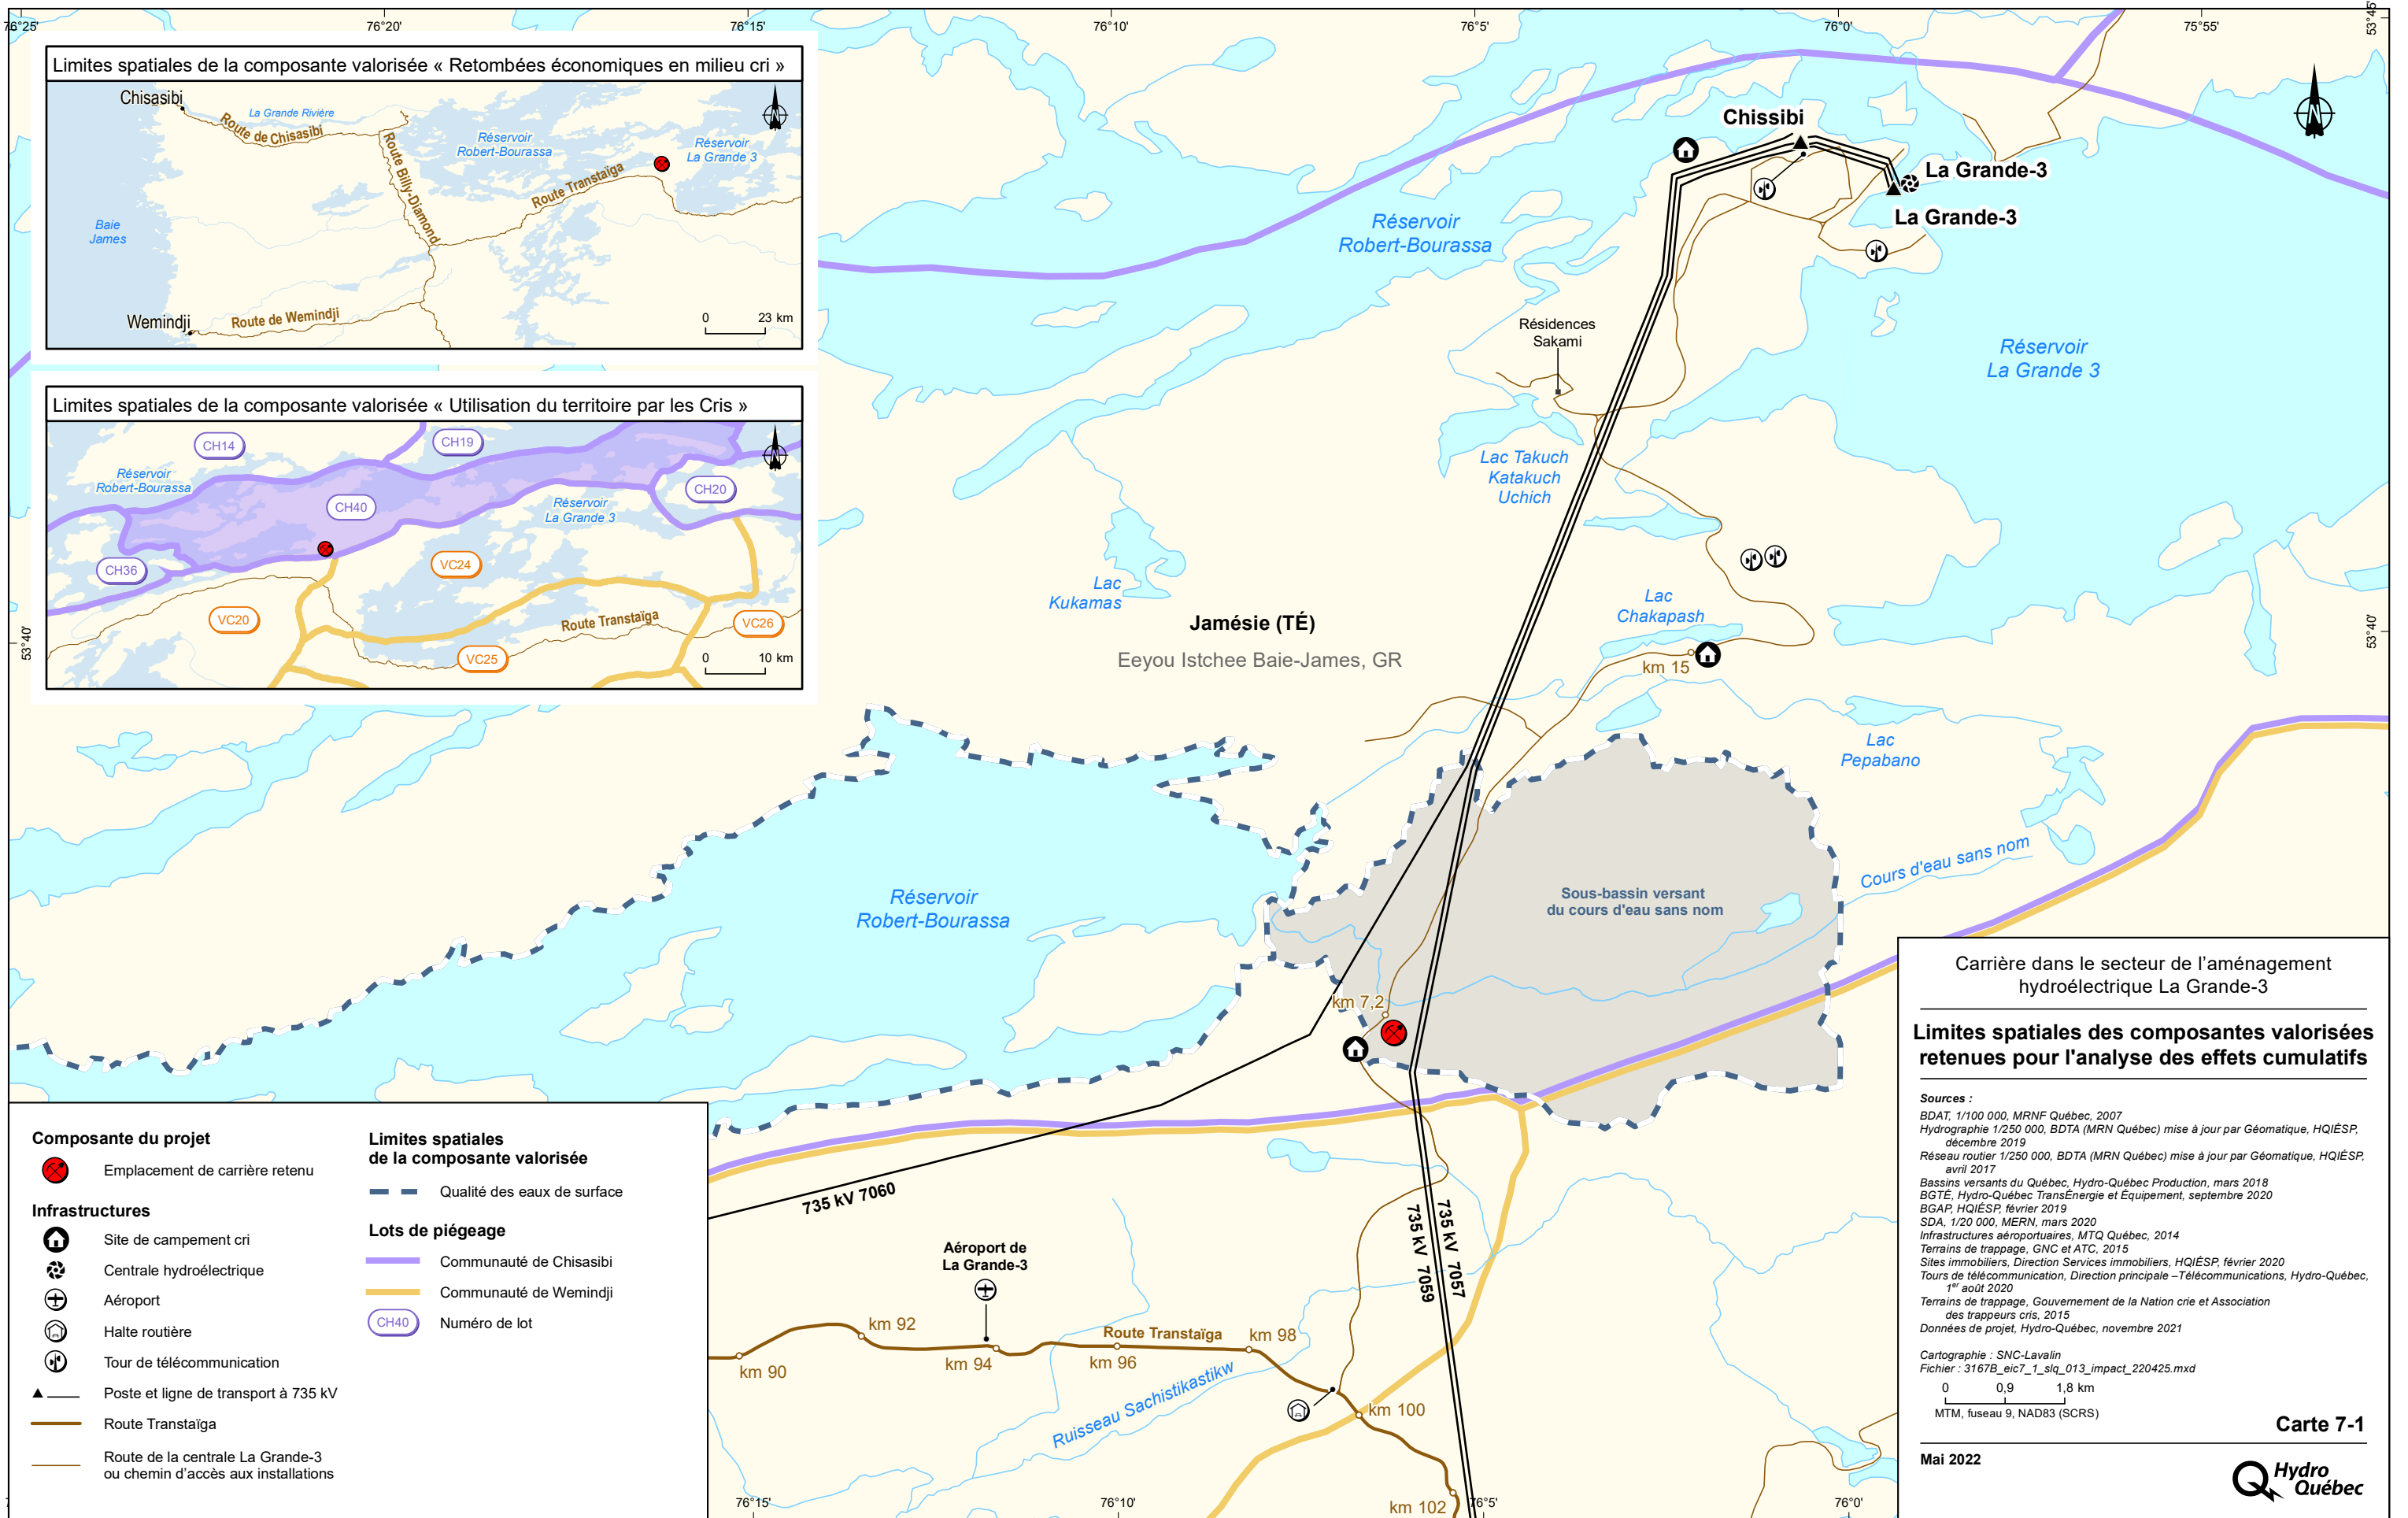 76°25'
76°20'
76°15'
76°10'
76°5'
76°0'
75°55'
53°45'
Limites spatiales de la composante valorisée « Retombées économiques en milieu cri »
Chisasibi
La Grande Rivière
Route de Chisasibi
Route Billy-Diamond
Réservoir
Robert-Bourassa
Réservoir
La Grande 3
Route Transtaïga
Baie
James
Wemindji
Route de Wemindji
0
23 km
Limites spatiales de la composante valorisée « Utilisation du territoire par les Cris »
CH14
CH19
Réservoir
Robert-Bourassa
CH40
CH20
Réservoir
La Grande 3
CH36
VC24
VC20
Route Transtaïga
VC26
VC25
0
10 km
Chissibi
La Grande-3
La Grande-3
Réservoir
Robert-Bourassa
Résidences
Sakami
Réservoir
La Grande 3
Lac Takuch
Katakuch
Uchich
Lac
Kukamas
Lac
Chakapash
Jamésie (TÉ)
Eeyou Istchee Baie-James, GR
km 15
53°40'
53°40'
Lac
Pepabano
Cours d'eau sans nom
Réservoir
Robert-Bourassa
Sous-bassin versant
du cours d'eau sans nom
km 7,2
735 kV 7060
735 kV 7059
735 kV 7057
Aéroport de
La Grande-3
km 90
km 92
km 94
Route Transtaïga
km 96
km 98
km 100
km 102
Ruisseau Sachistikastikw
76°15'
76°10'
76°5'
76°0'
Composante du projet
Emplacement de carrière retenu
Infrastructures
Site de campement cri
Centrale hydroélectrique
Aéroport
Halte routière
Tour de télécommunication
Poste et ligne de transport à 735 kV
Route Transtaïga
Route de la centrale La Grande-3
ou chemin d'accès aux installations
Limites spatiales
de la composante valorisée
Qualité des eaux de surface
Lots de piégeage
Communauté de Chisasibi
Communauté de Wemindji
CH40
Numéro de lot
Carrière dans le secteur de l'aménagement
hydroélectrique La Grande-3
Limites spatiales des composantes valorisées
retenues pour l'analyse des effets cumulatifs
Sources :
BDAT, 1/100 000, MRNF Québec, 2007
Hydrographie 1/250 000, BDTA (MRN Québec) mise à jour par Géomatique, HQIÉSP,
décembre 2019
Réseau routier 1/250 000, BDTA (MRN Québec) mise à jour par Géomatique, HQIÉSP,
avril 2017
Bassins versants du Québec, Hydro-Québec Production, mars 2018
BGTÉ, Hydro-Québec TransÉnergie et Équipement, septembre 2020
BGAP, HQIÉSP, février 2019
SDA, 1/20 000, MERN, mars 2020
Infrastructures aéroportuaires, MTQ Québec, 2014
Terrains de trappage, GNC et ATC, 2015
Sites immobiliers, Direction Services immobiliers, HQIÉSP, février 2020
Tours de télécommunication, Direction principale –Télécommunications, Hydro-Québec,
1er août 2020
Terrains de trappage, Gouvernement de la Nation crie et Association
des trappeurs cris, 2015
Données de projet, Hydro-Québec, novembre 2021
Cartographie : SNC-Lavalin
Fichier : 3167B_eic7_1_slq_013_impact_220425.mxd
0
0,9
1,8 km
MTM, fuseau 9, NAD83 (SCRS)
Carte 7-1
Mai 2022
Hydro
Québec